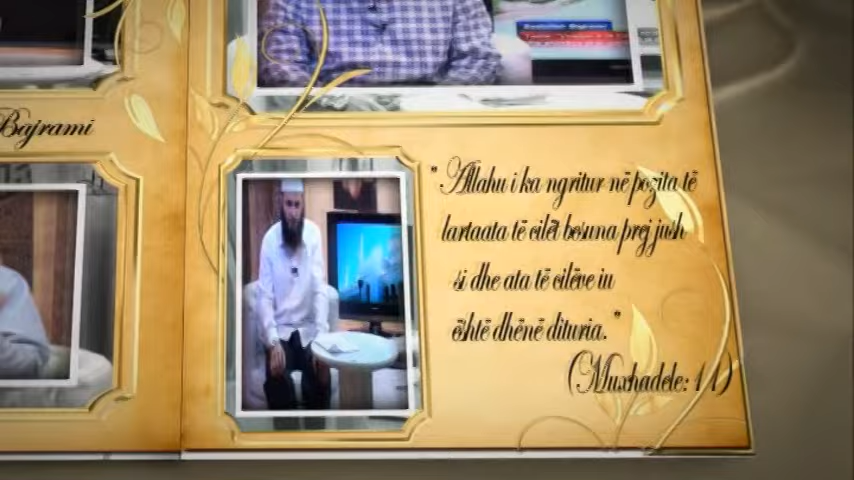 Bajrami
"Allahu i ka ngritur në pozita të
lartaata të cilët besuna prej jush
si dhe ata të cilëve iu
është dhënë dituria."
(Muxhadele: 11)